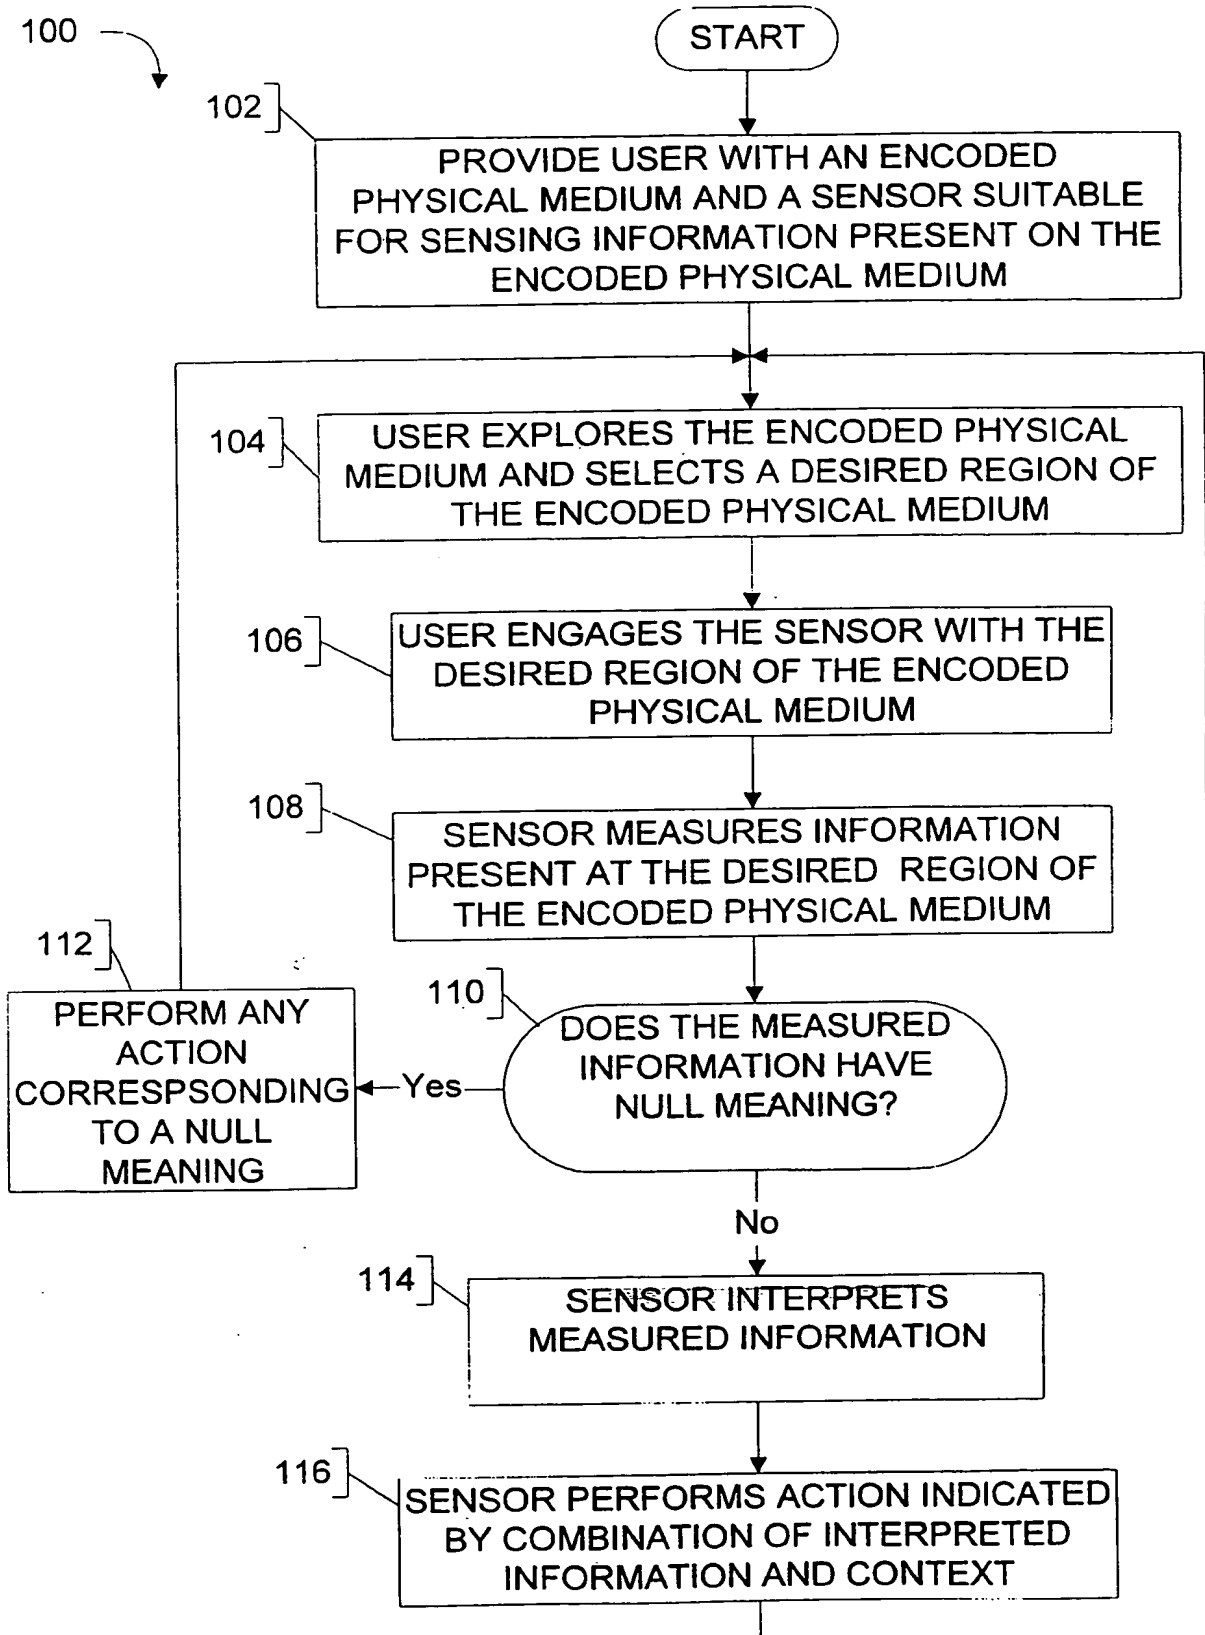 100
START
102
PROVIDE USER WITH AN ENCODED
PHYSICAL MEDIUM AND A SENSOR SUITABLE
FOR SENSING INFORMATION PRESENT ON THE
ENCODED PHYSICAL MEDIUM
104
USER EXPLORES THE ENCODED PHYSICAL
MEDIUM AND SELECTS A DESIRED REGION OF
THE ENCODED PHYSICAL MEDIUM
106
USER ENGAGES THE SENSOR WITH THE
DESIRED REGION OF THE ENCODED
PHYSICAL MEDIUM
108
SENSOR MEASURES INFORMATION
PRESENT AT THE DESIRED REGION OF
THE ENCODED PHYSICAL MEDIUM
110
DOES THE MEASURED
INFORMATION HAVE
NULL MEANING?
Yes
112
PERFORM ANY
ACTION
CORRESPSONDING
TO A NULL
MEANING
No
114
SENSOR INTERPRETS
MEASURED INFORMATION
116
SENSOR PERFORMS ACTION INDICATED
BY COMBINATION OF INTERPRETED
INFORMATION AND CONTEXT